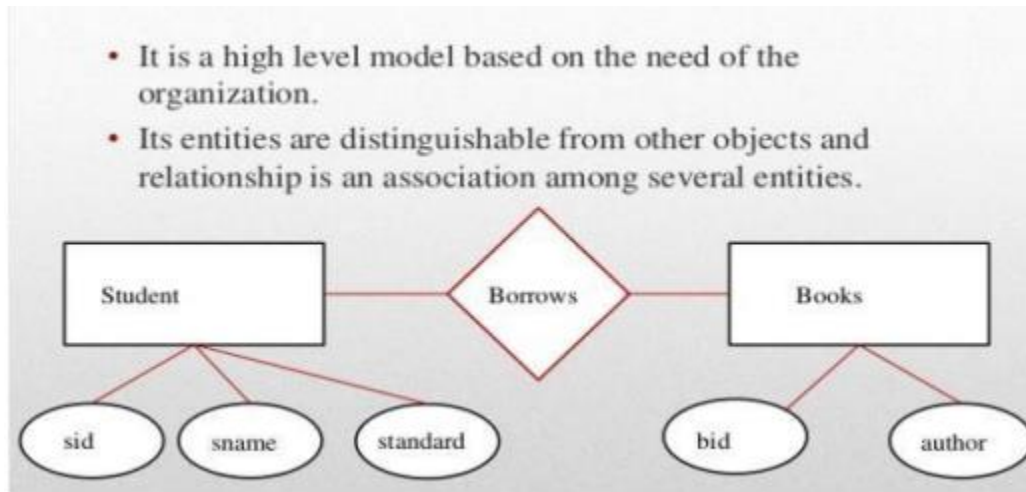 • It is a high level model based on the need of the
organization.
• Its entities are distinguishable from other objects and
relationship is an association among several entities.
Student
Borrows
Books
sid
sname
standard
bid
author